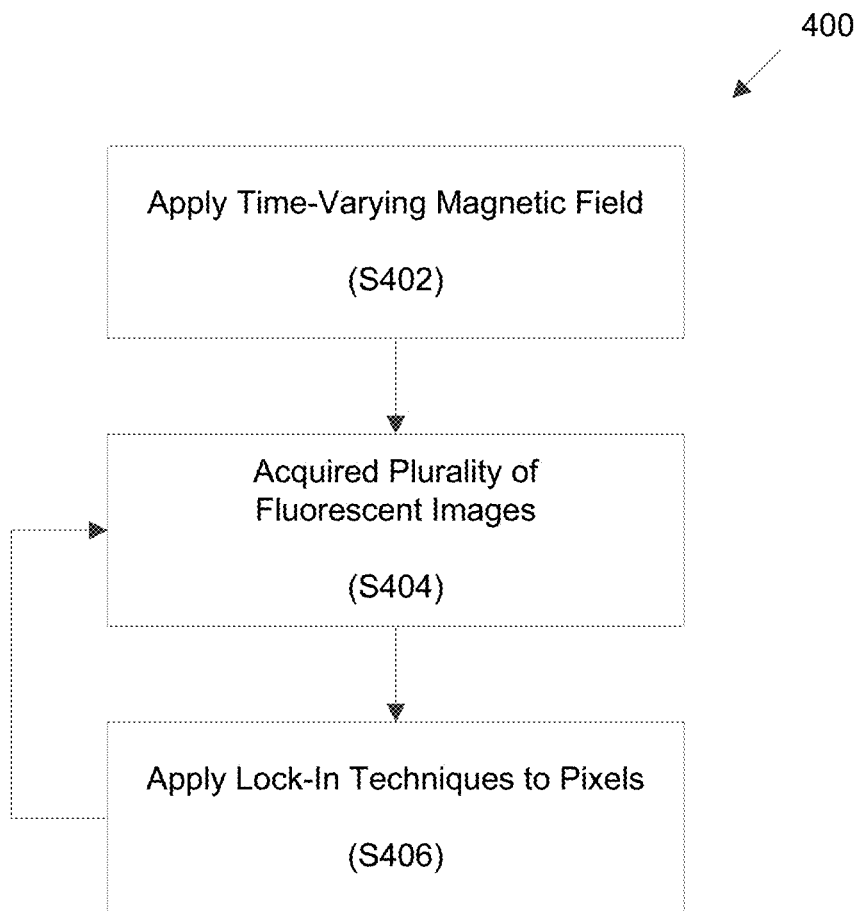 400
Apply Time-Varying Magnetic Field
(S402)
Acquired Plurality of
Fluorescent Images
(S404)
Apply Lock-In Techniques to Pixels
(S406)